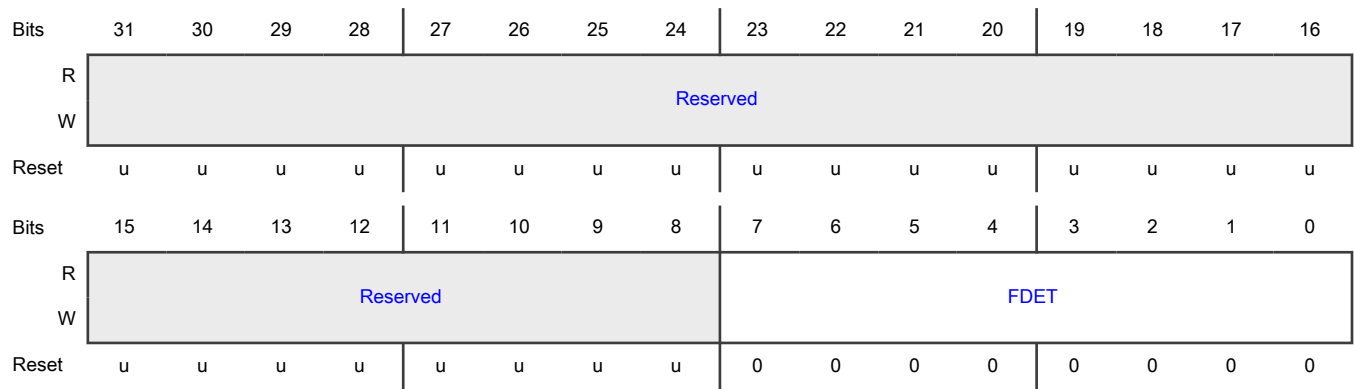 Bits 31 30 29 28 27 26 25 24 23 22 21 20 19 18 17 16
R
Reserved
W
Reset u u u u u u u u u u u u u u u u
Bits 15 14 13 12 11 10 9 8 7 6 5 4 3 2 1 0
R
Reserved FDET
W
Reset u u u u u u u u 0 0 0 0 0 0 0 0